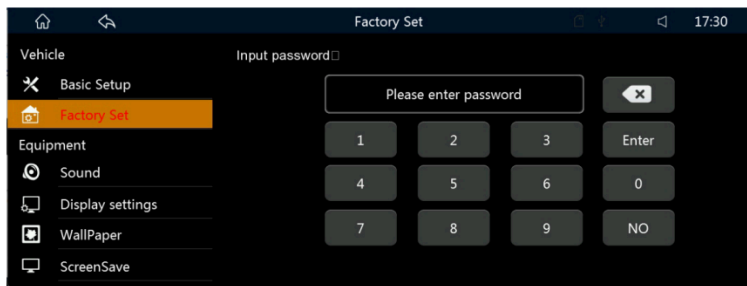 Factory Set
17:30
Vehicle
Basic Setup
Factory Set
Equipment
Sound
Display settings
WallPaper
ScreenSave
Input password
Please enter password
1 2 3 Enter
4 5 6 0
7 8 9 NO